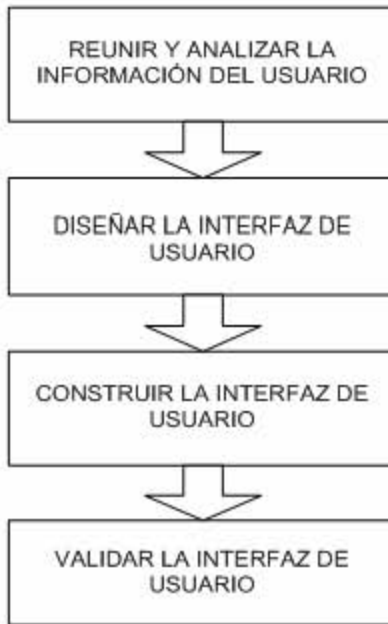 REUNIR Y ANALIZAR LA
INFORMACIÓN DEL USUARIO
DISEÑAR LA INTERFAZ DE
USUARIO
CONSTRUIR LA INTERFAZ DE
USUARIO
VALIDAR LA INTERFAZ DE
USUARIO